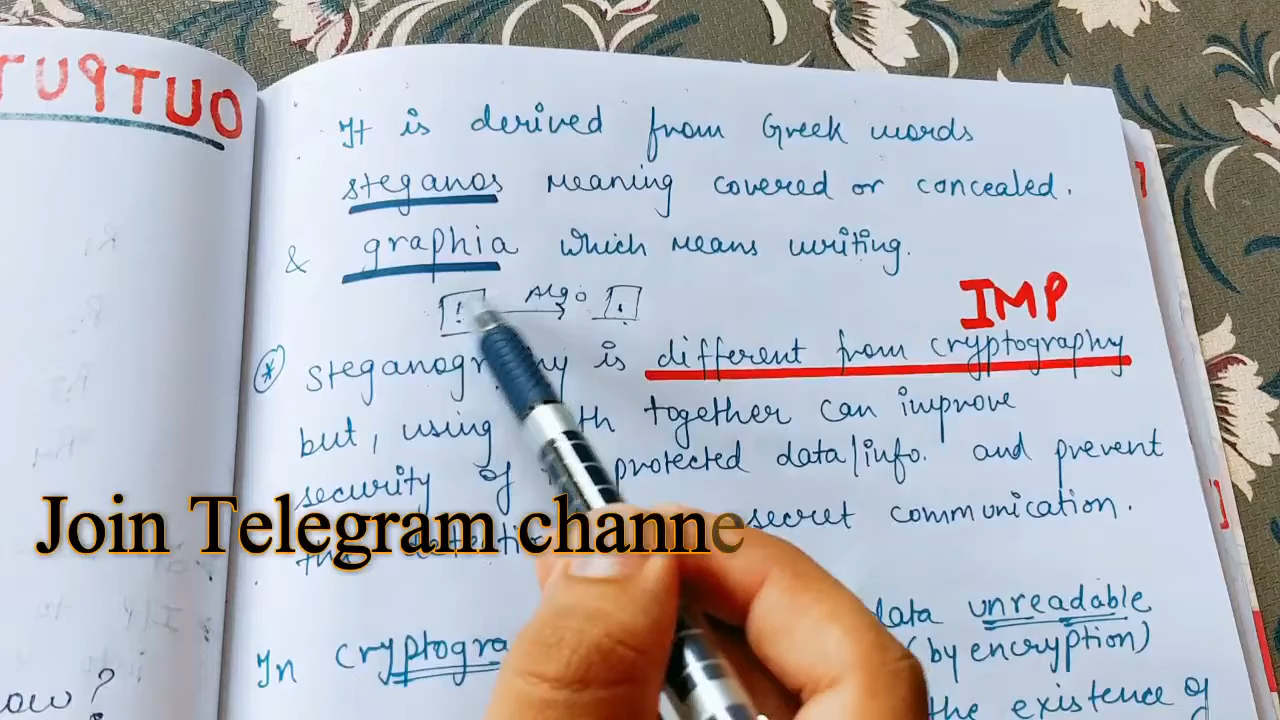 OUTPUT
It is derived from Greek words
steganos meaning covered or concealed.
& graphia which means writing.
Algo
IMP
* steganography is different from cryptography
but, using together can improve
security of protected data/info. and prevent
secret communication.
Join Telegram channe
data unreadable
In cryptogra (by encryption)
the existence of